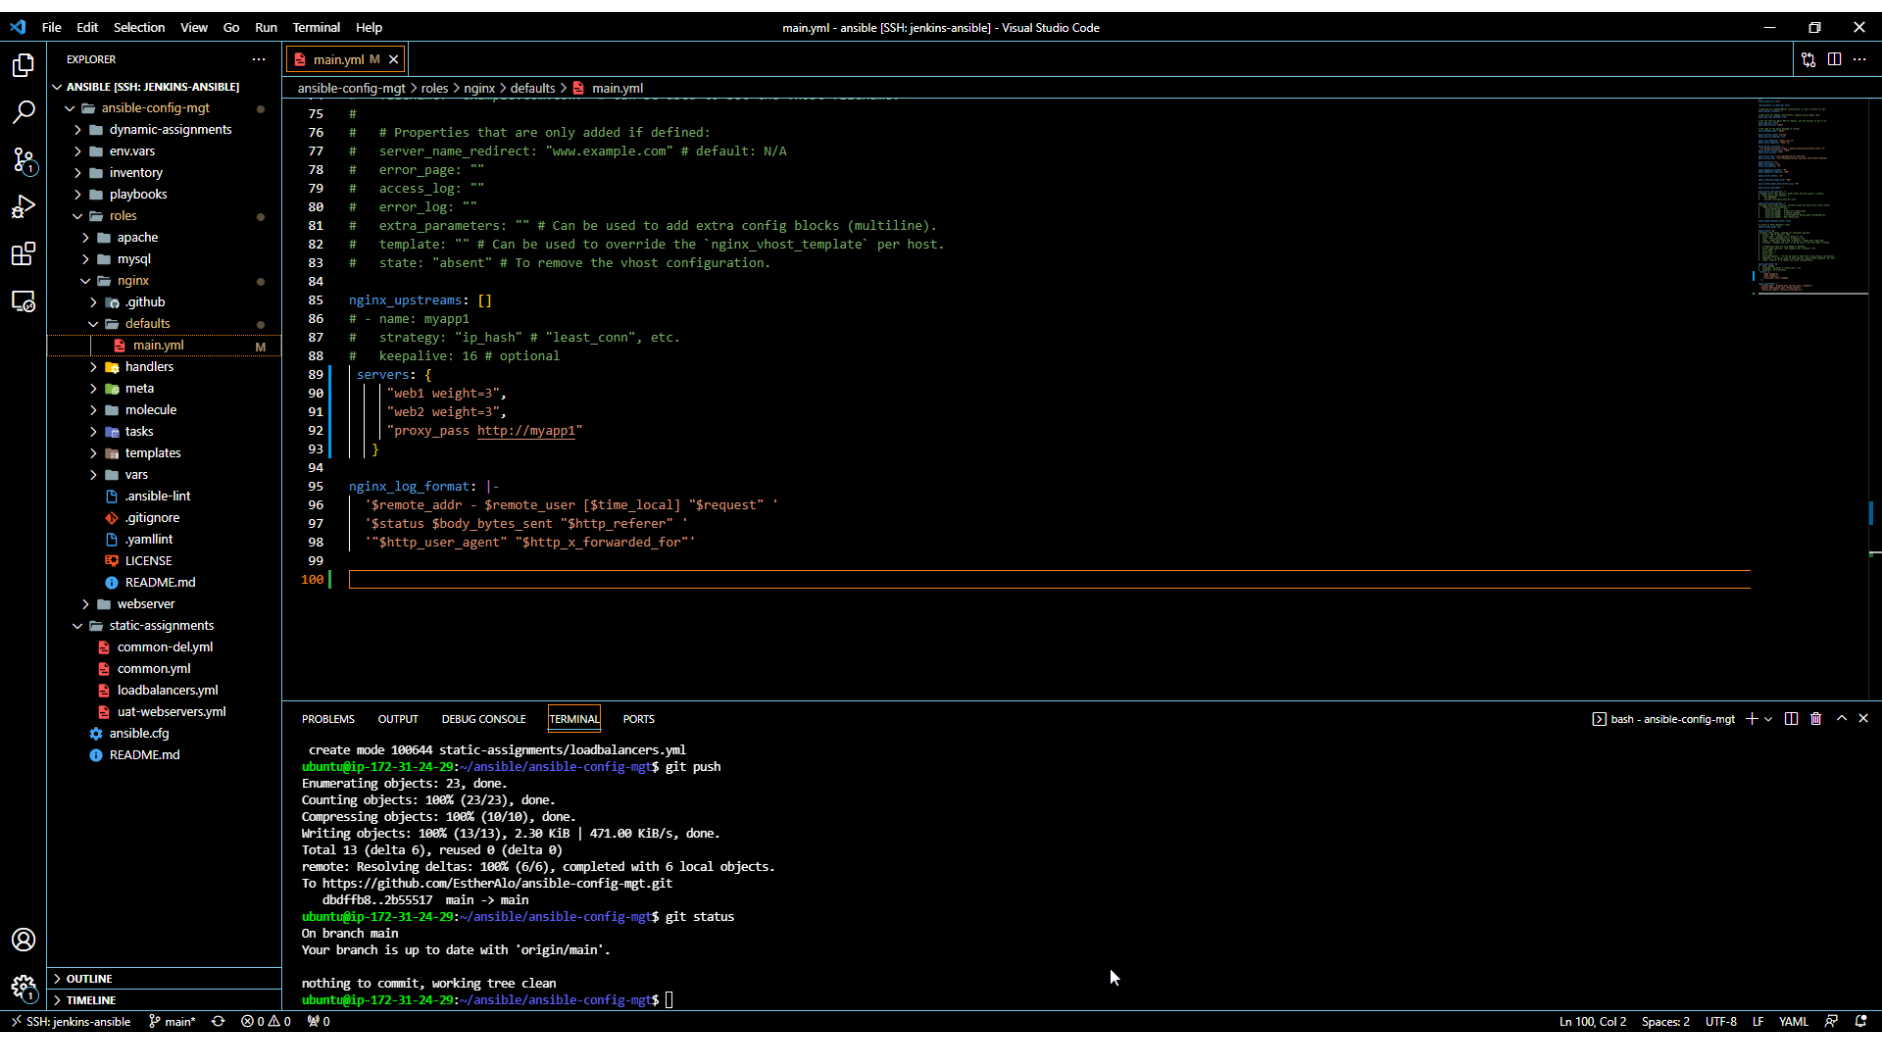 File Edit Selection View Go Run Terminal Help
main.yml - ansible [SSH: jenkins-ansible] - Visual Studio Code
EXPLORER
ANSIBLE [SSH: JENKINS-ANSIBLE]
ansible-config-mgt
dynamic-assignments
env.vars
inventory
playbooks
roles
apache
mysql
nginx
.github
defaults
main.yml M
handlers
meta
molecule
tasks
templates
vars
.ansible-lint
.gitignore
.yamllint
LICENSE
README.md
webserver
static-assignments
common-del.yml
common.yml
loadbalancers.yml
uat-webservers.yml
ansible.cfg
README.md
OUTLINE
TIMELINE
main.yml M
ansible-config-mgt > roles > nginx > defaults > main.yml
75 #
76 # # Properties that are only added if defined:
77 # server_name_redirect: "www.example.com" # default: N/A
78 # error_page: ""
79 # access_log: ""
80 # error_log: ""
81 # extra_parameters: "" # Can be used to add extra config blocks (multiline).
82 # template: "" # Can be used to override the `nginx_vhost_template` per host.
83 # state: "absent" # To remove the vhost configuration.
84
85 nginx_upstreams: []
86 # - name: myapp1
87 # strategy: "ip_hash" # "least_conn", etc.
88 # keepalive: 16 # optional
89 servers: {
90 "web1 weight=3",
91 "web2 weight=3",
92 "proxy_pass http://myapp1"
93 }
94
95 nginx_log_format: |-
96 '$remote_addr - $remote_user [$time_local] "$request" '
97 '$status $body_bytes_sent "$http_referer" '
98 '"$http_user_agent" "$http_x_forwarded_for"'
99
100
PROBLEMS OUTPUT DEBUG CONSOLE TERMINAL PORTS
bash - ansible-config-mgt
create mode 100644 static-assignments/loadbalancers.yml
ubuntu@ip-172-31-24-29:~/ansible/ansible-config-mgt$ git push
Enumerating objects: 23, done.
Counting objects: 100% (23/23), done.
Compressing objects: 100% (10/10), done.
Writing objects: 100% (13/13), 2.30 KiB | 471.00 KiB/s, done.
Total 13 (delta 6), reused 0 (delta 0)
remote: Resolving deltas: 100% (6/6), completed with 6 local objects.
To https://github.com/EstherAlo/ansible-config-mgt.git
dbdffb8..2b55517 main -> main
ubuntu@ip-172-31-24-29:~/ansible/ansible-config-mgt$ git status
On branch main
Your branch is up to date with 'origin/main'.
nothing to commit, working tree clean
ubuntu@ip-172-31-24-29:~/ansible/ansible-config-mgt$
SSH: jenkins-ansible main* 0 0 0
Ln 100, Col 2 Spaces: 2 UTF-8 LF YAML